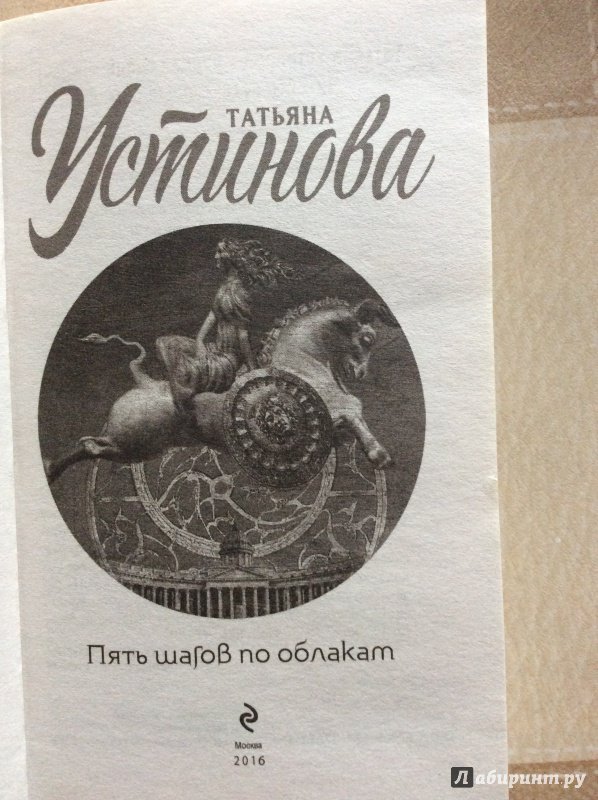 ТАТЬЯНА
Устинова
Пять шагов по облакам
Москва
2016
Лабиринт.ру